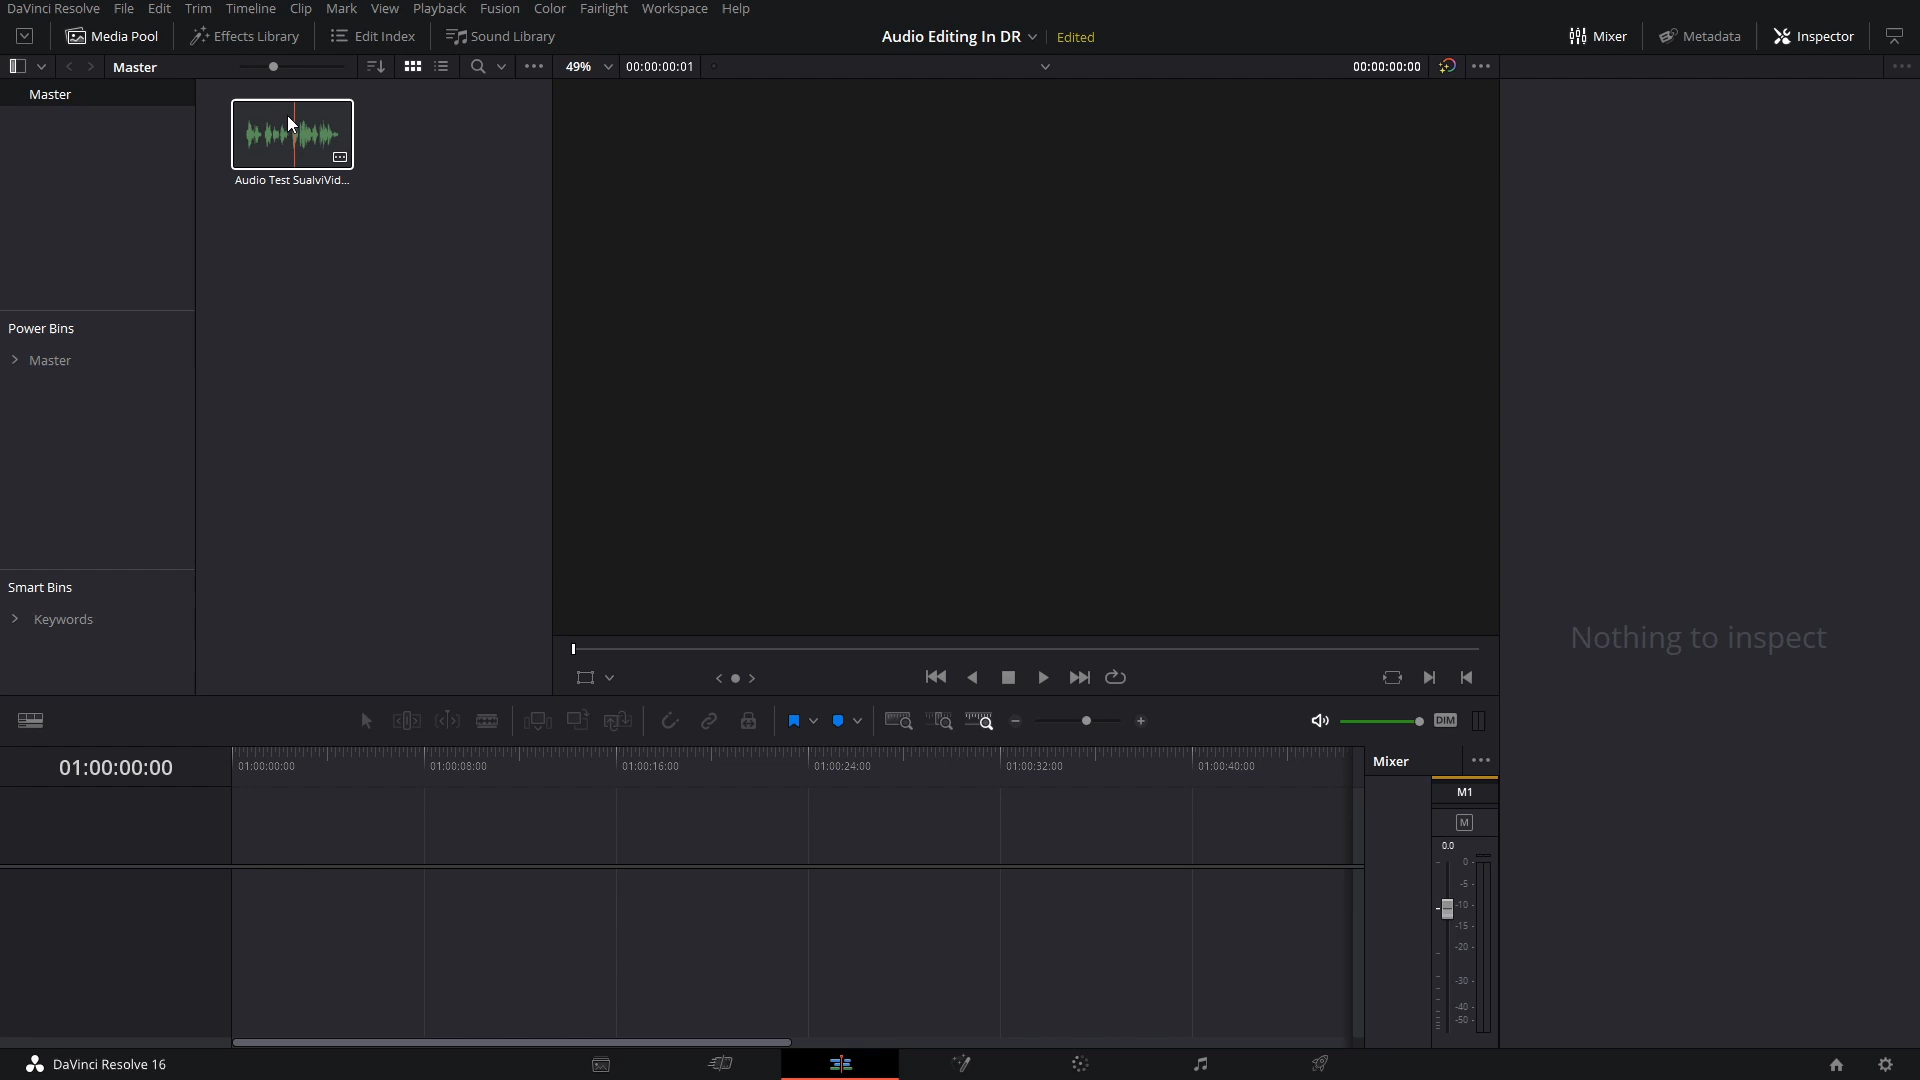 DaVinci Resolve File Edit Trim Timeline Clip Mark View Playback Fusion Color Fairlight Workspace Help
Media Pool Effects Library Edit Index Sound Library Audio Editing In DR Edited Mixer Metadata Inspector
Master 49% 00:00:00:01 00:00:00:00
Master
Audio Test SualviVid...
Power Bins
Master
Smart Bins
Keywords
Nothing to inspect
DIM
01:00:00:00 01:00:00:00 01:00:08:00 01:00:16:00 01:00:24:00 01:00:32:00 01:00:40:00 Mixer
M1
M
0.0
0
-5
-10
-15
-20
-30
-40
-50
DaVinci Resolve 16